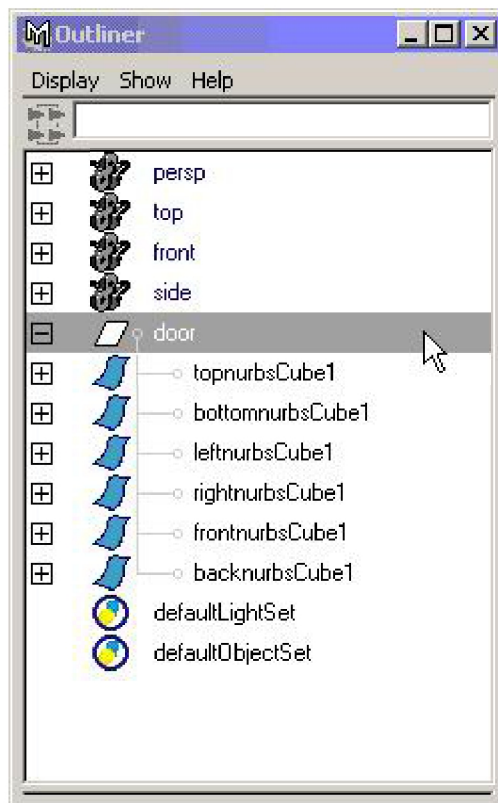 Outliner
Display Show Help
persp
top
front
side
door
topnurbsCube1
bottomnurbsCube1
leftnurbsCube1
rightnurbsCube1
frontnurbsCube1
backnurbsCube1
defaultLightSet
defaultObjectSet